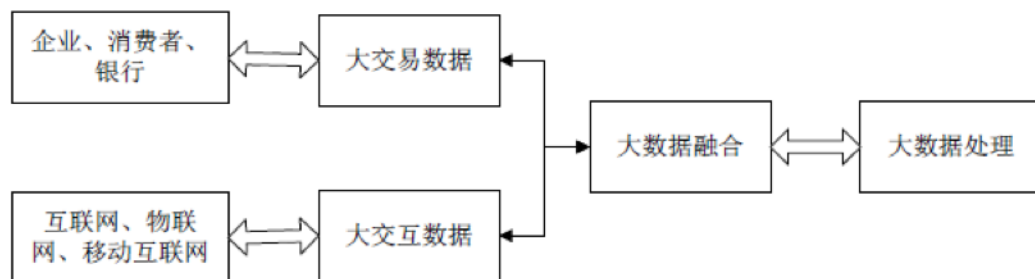 企业、消费者、
银行
大交易数据
大数据融合
大数据处理
互联网、物联
网、移动互联网
大交互数据